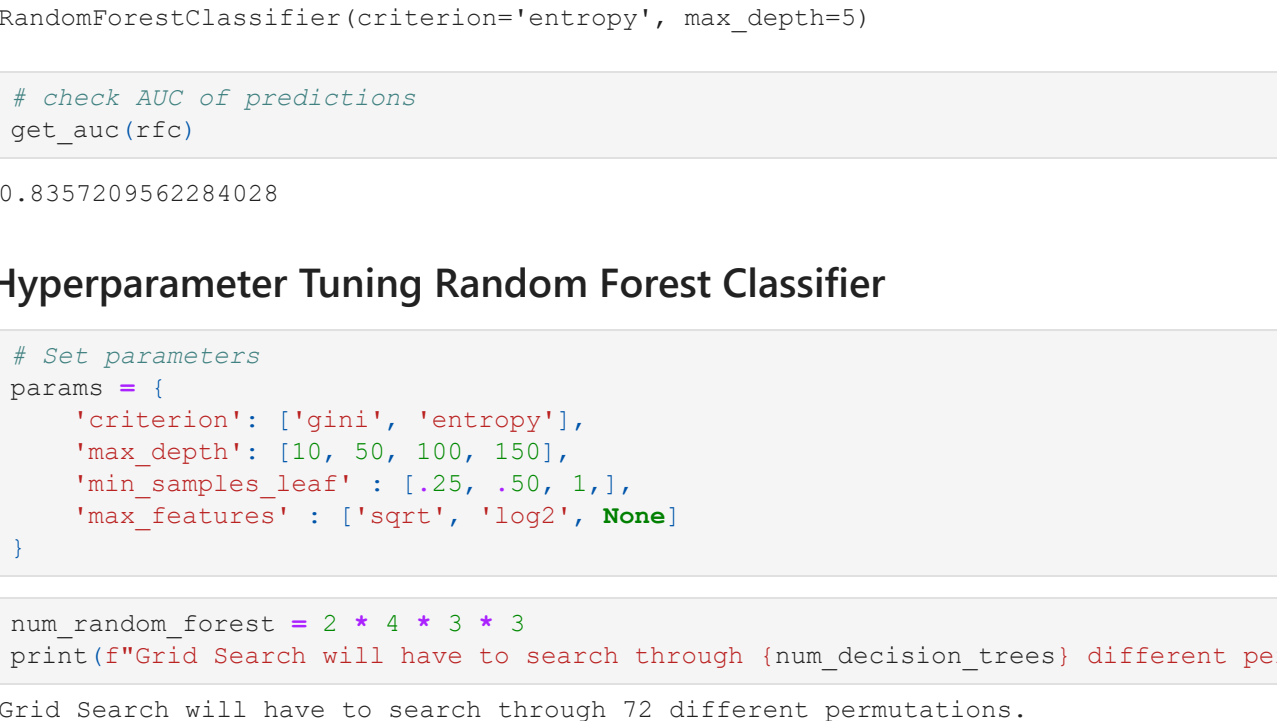 RandomForestClassifier(criterion='entropy', max_depth=5)
# check AUC of predictions
get_auc(rfc)
0.8357209562284028
Hyperparameter Tuning Random Forest Classifier
# Set parameters
params = {
    'criterion': ['gini', 'entropy'],
    'max_depth': [10, 50, 100, 150],
    'min_samples_leaf' : [.25, .50, 1,],
    'max_features' : ['sqrt', 'log2', None]
}
num_random_forest = 2 * 4 * 3 * 3
print(f"Grid Search will have to search through {num_decision_trees} different pe
Grid Search will have to search through 72 different permutations.